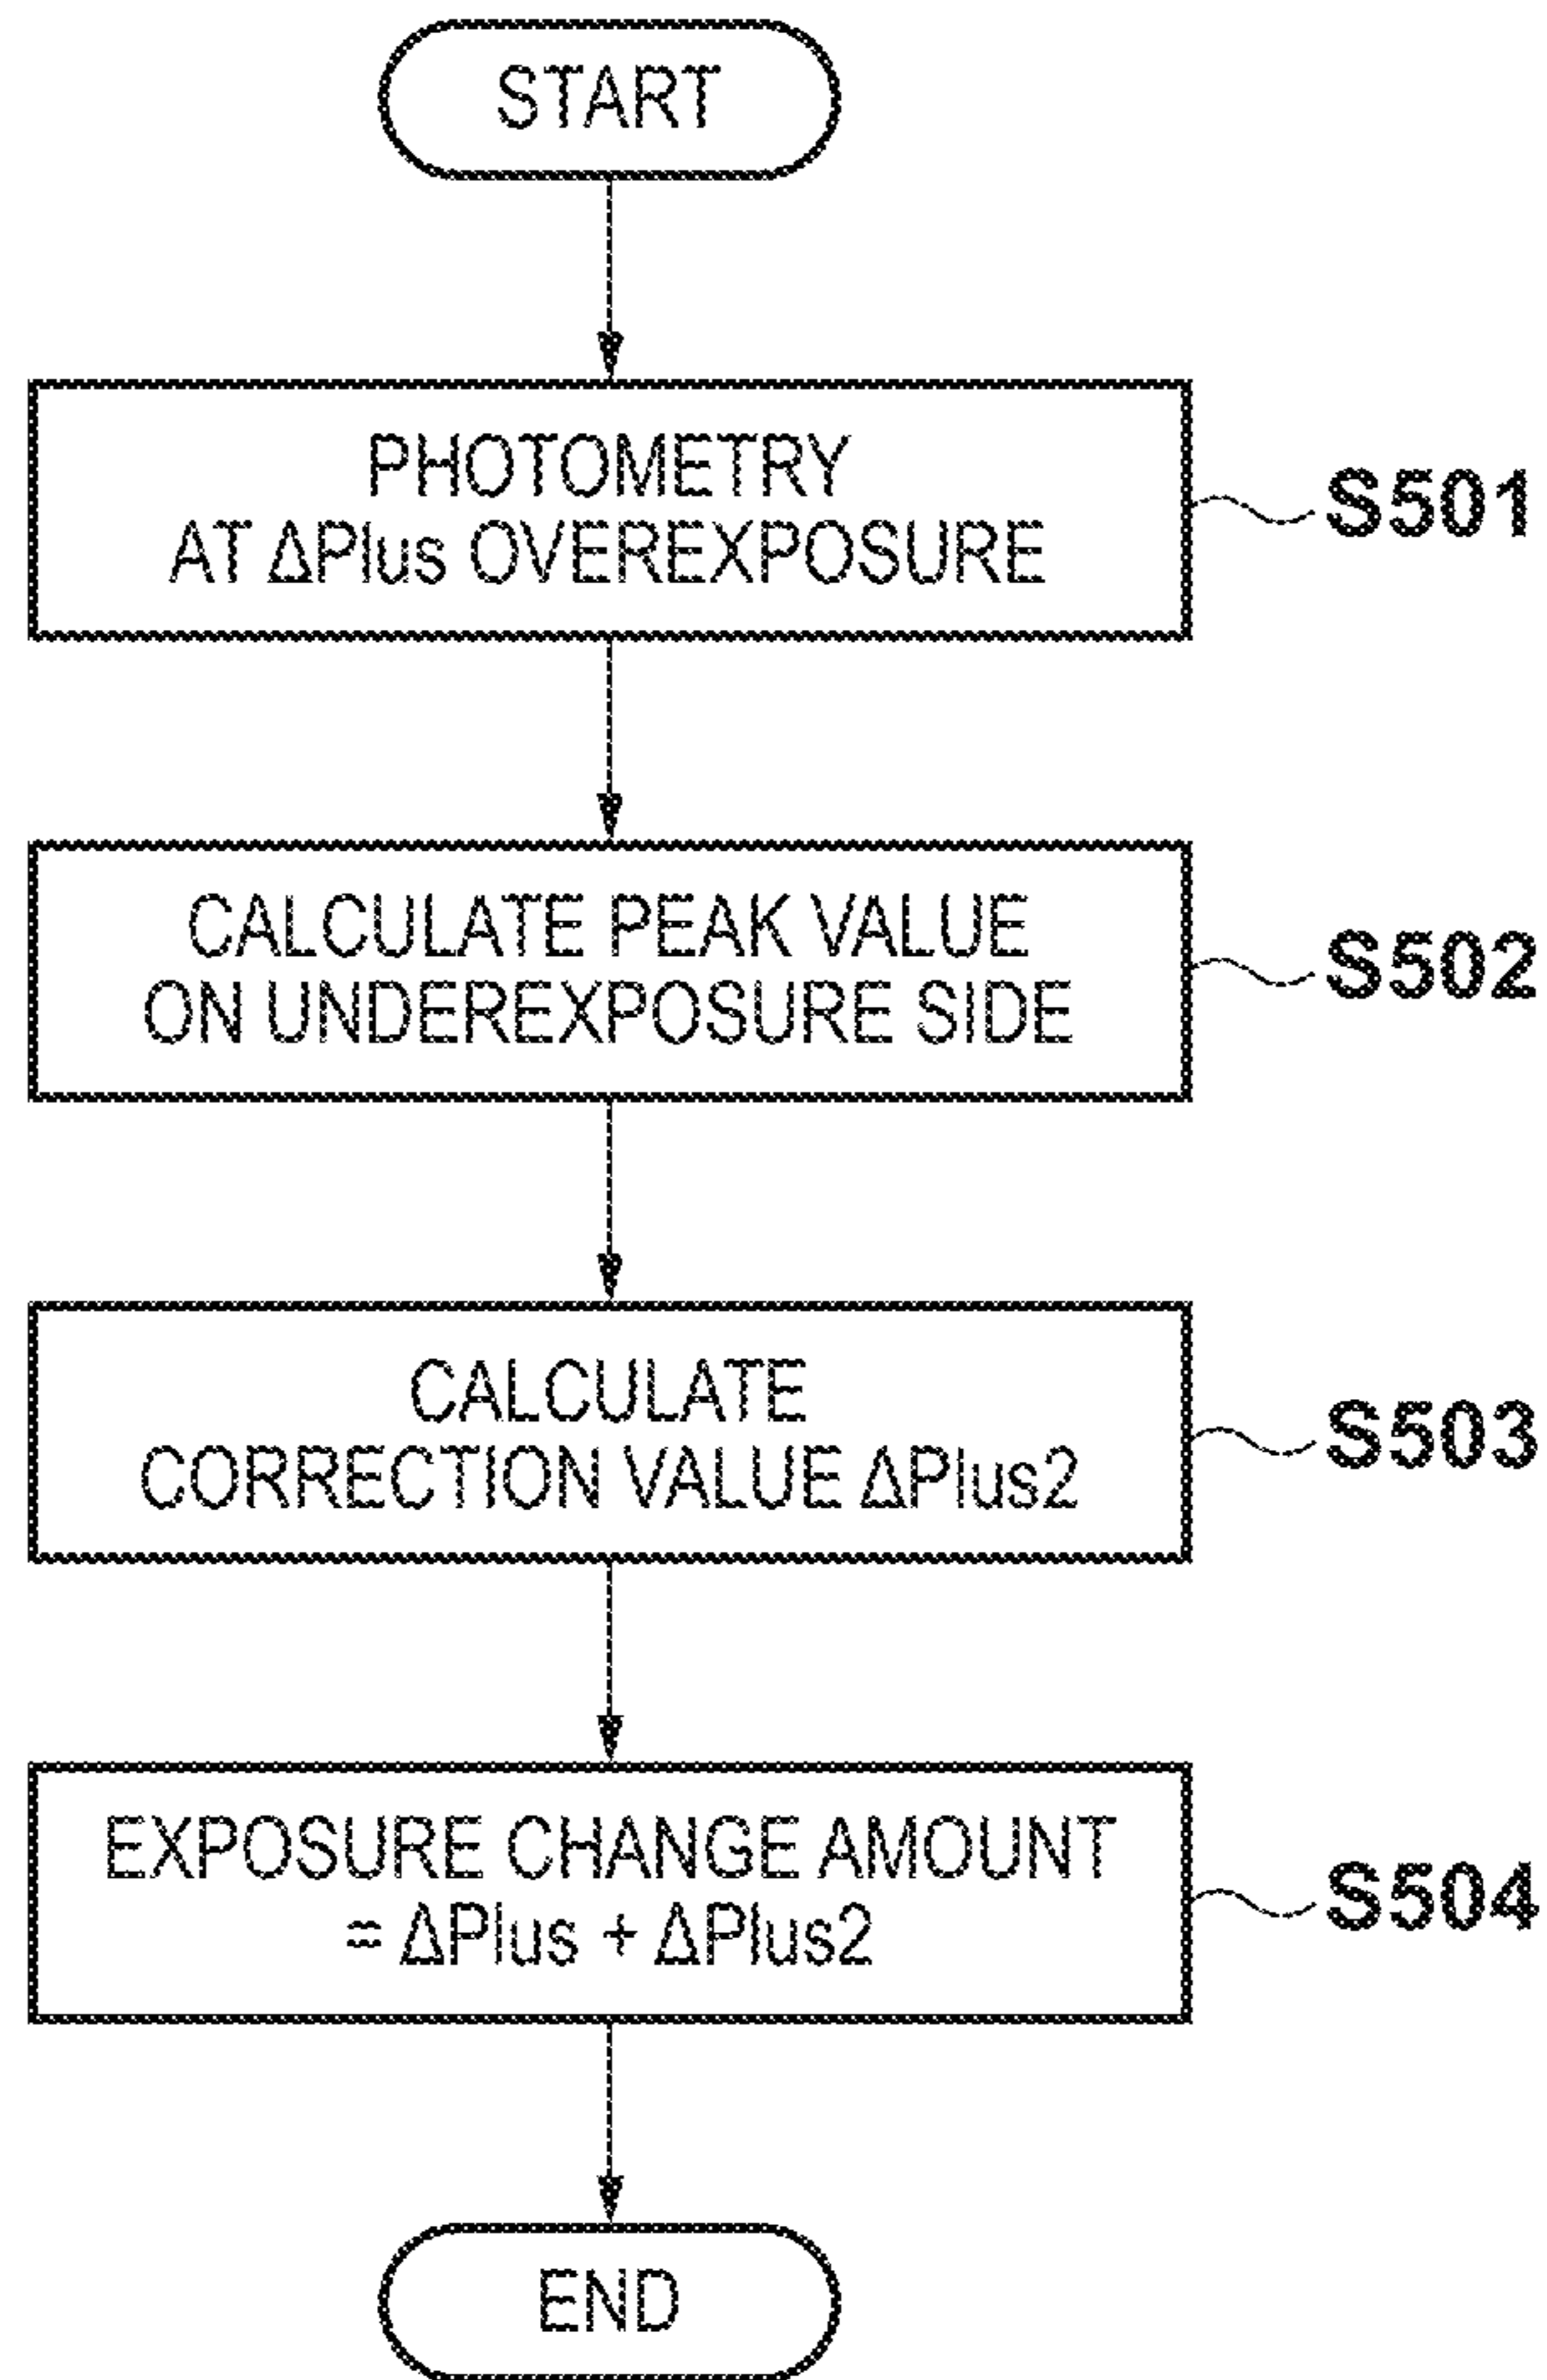 START
PHOTOMETRY
AT ΔPlus OVEREXPOSURE
S501
CALCULATE PEAK VALUE
ON UNDEREXPOSURE SIDE
S502
CALCULATE
CORRECTION VALUE ΔPlus2
S503
EXPOSURE CHANGE AMOUNT
= ΔPlus + ΔPlus2
S504
END